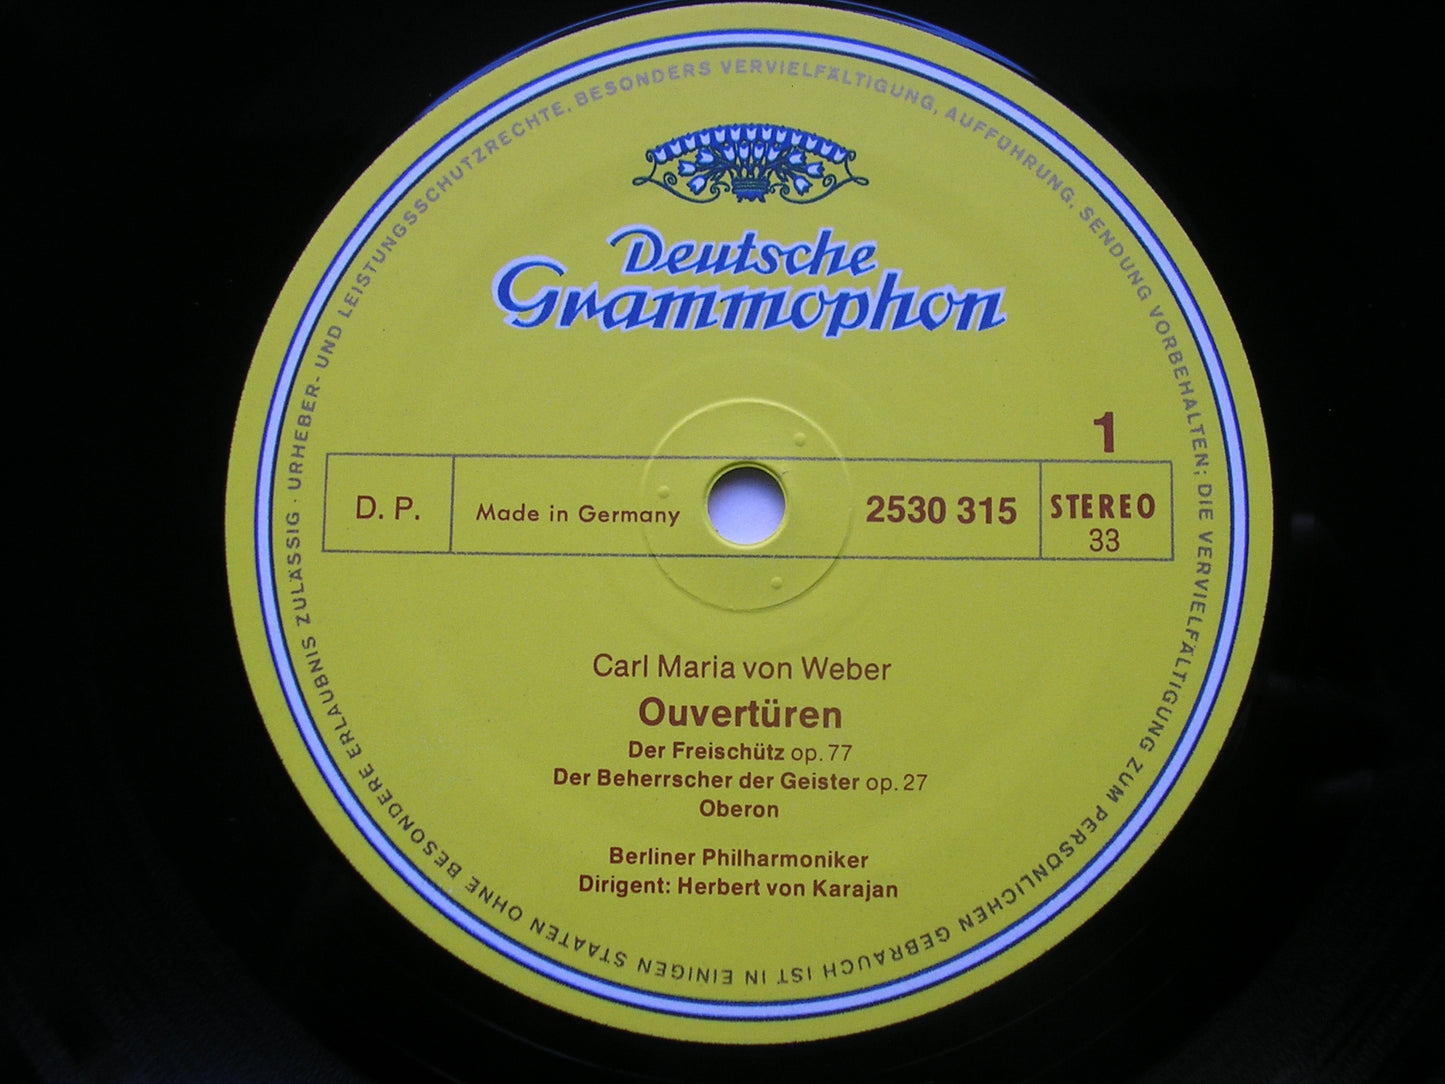 URHEBER- UND LEISTUNGSSCHUTZRECHTE, BESONDERS VERVIELFÄLTIGUNG, AUFFÜHRUNG, SENDUNG VORBEHALTEN; DIE VERVIELFÄLTIGUNG ZUM PERSÖNLICHEN GEBRAUCH IST IN EINIGEN STAATEN OHNE BESONDERE ERLAUBNIS ZULÄSSIG ·
Deutsche
Grammophon
1
D. P.
Made in Germany
2530 315
STEREO
33
Carl Maria von Weber
Ouvertüren
Der Freischütz op. 77
Der Beherrscher der Geister op. 27
Oberon
Berliner Philharmoniker
Dirigent: Herbert von Karajan